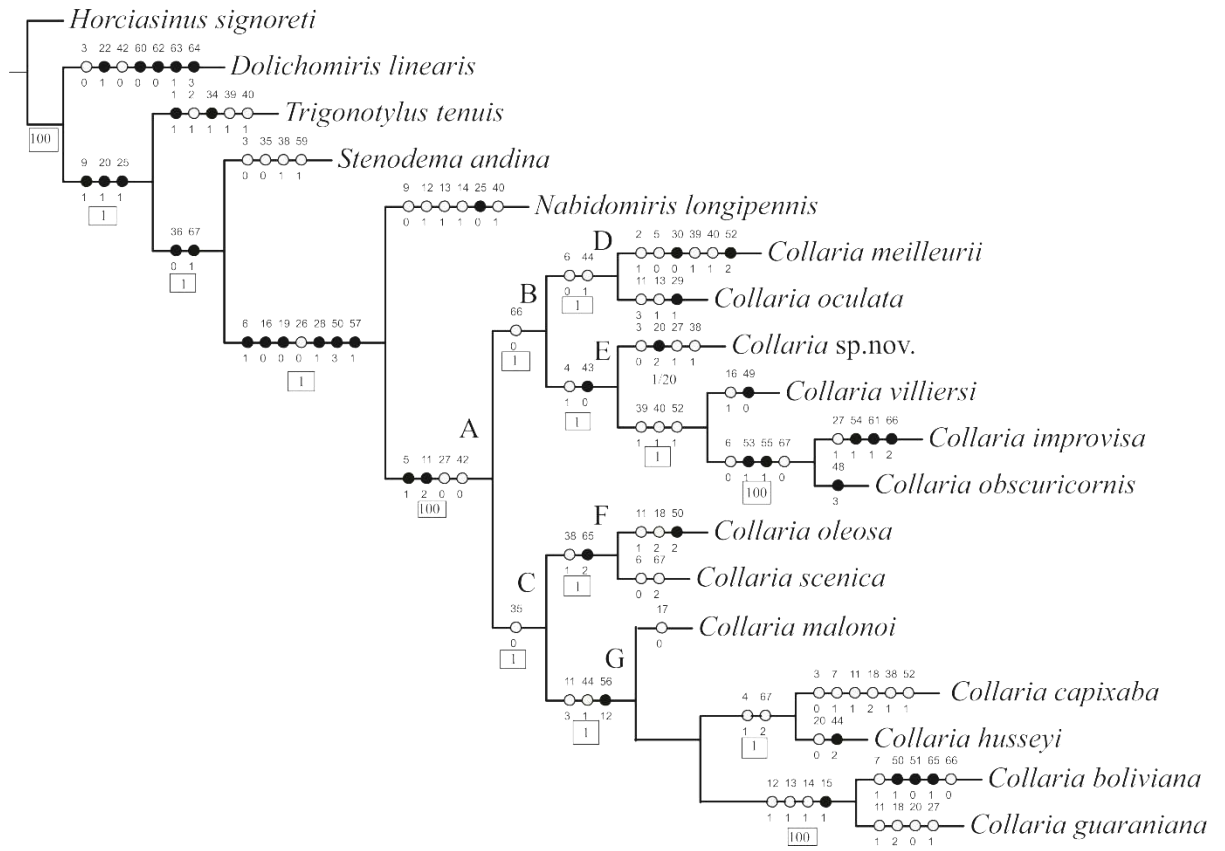 Horciasinus signoreti
3 22 42 60 62 63 64
Dolichomiris linearis
0 1 0 0 0 1 3
1 2 34 39 40
Trigonotylus tenuis
1 1 1 1 1
100
3 35 38 59
Stenodema andina
0 0 1 1
9 20 25
1 1 1
1
9 12 13 14 25 40
Nabidomiris longipennis
0 1 1 1 0 1
36 67
0 1
1
D
2 5 30 39 40 52
Collaria meilleurii
1 0 0 1 1 2
6 44
0 1
1
B
11 13 29
Collaria oculata
3 1 1
66
0
1
6 16 19 26 28 50 57
1 0 0 0 1 3 1
1
E
3 20 27 38
Collaria sp.nov.
0 2 1 1
1/20
4 43
1 0
1
16 49
Collaria villiersi
1 0
39 40 52
1 1 1
1
A
27 54 61 66
Collaria improvisa
1 1 1 2
6 53 55 67
0 1 1 0
100
48
Collaria obscuricornis
3
5 11 27 42
1 2 0 0
100
F
11 18 50
Collaria oleosa
1 2 2
38 65
1 2
1
C
6 67
Collaria scenica
0 2
35
0
1
17
Collaria malonoi
0
G
11 44 56
3 1 12
1
3 7 11 18 38 52
Collaria capixaba
0 1 1 2 1 1
4 67
1 2
1
20 44
Collaria husseyi
0 2
7 50 51 65 66
Collaria boliviana
1 1 0 1 0
12 13 14 15
1 1 1 1
100
11 18 20 27
Collaria guaraniana
1 2 0 1